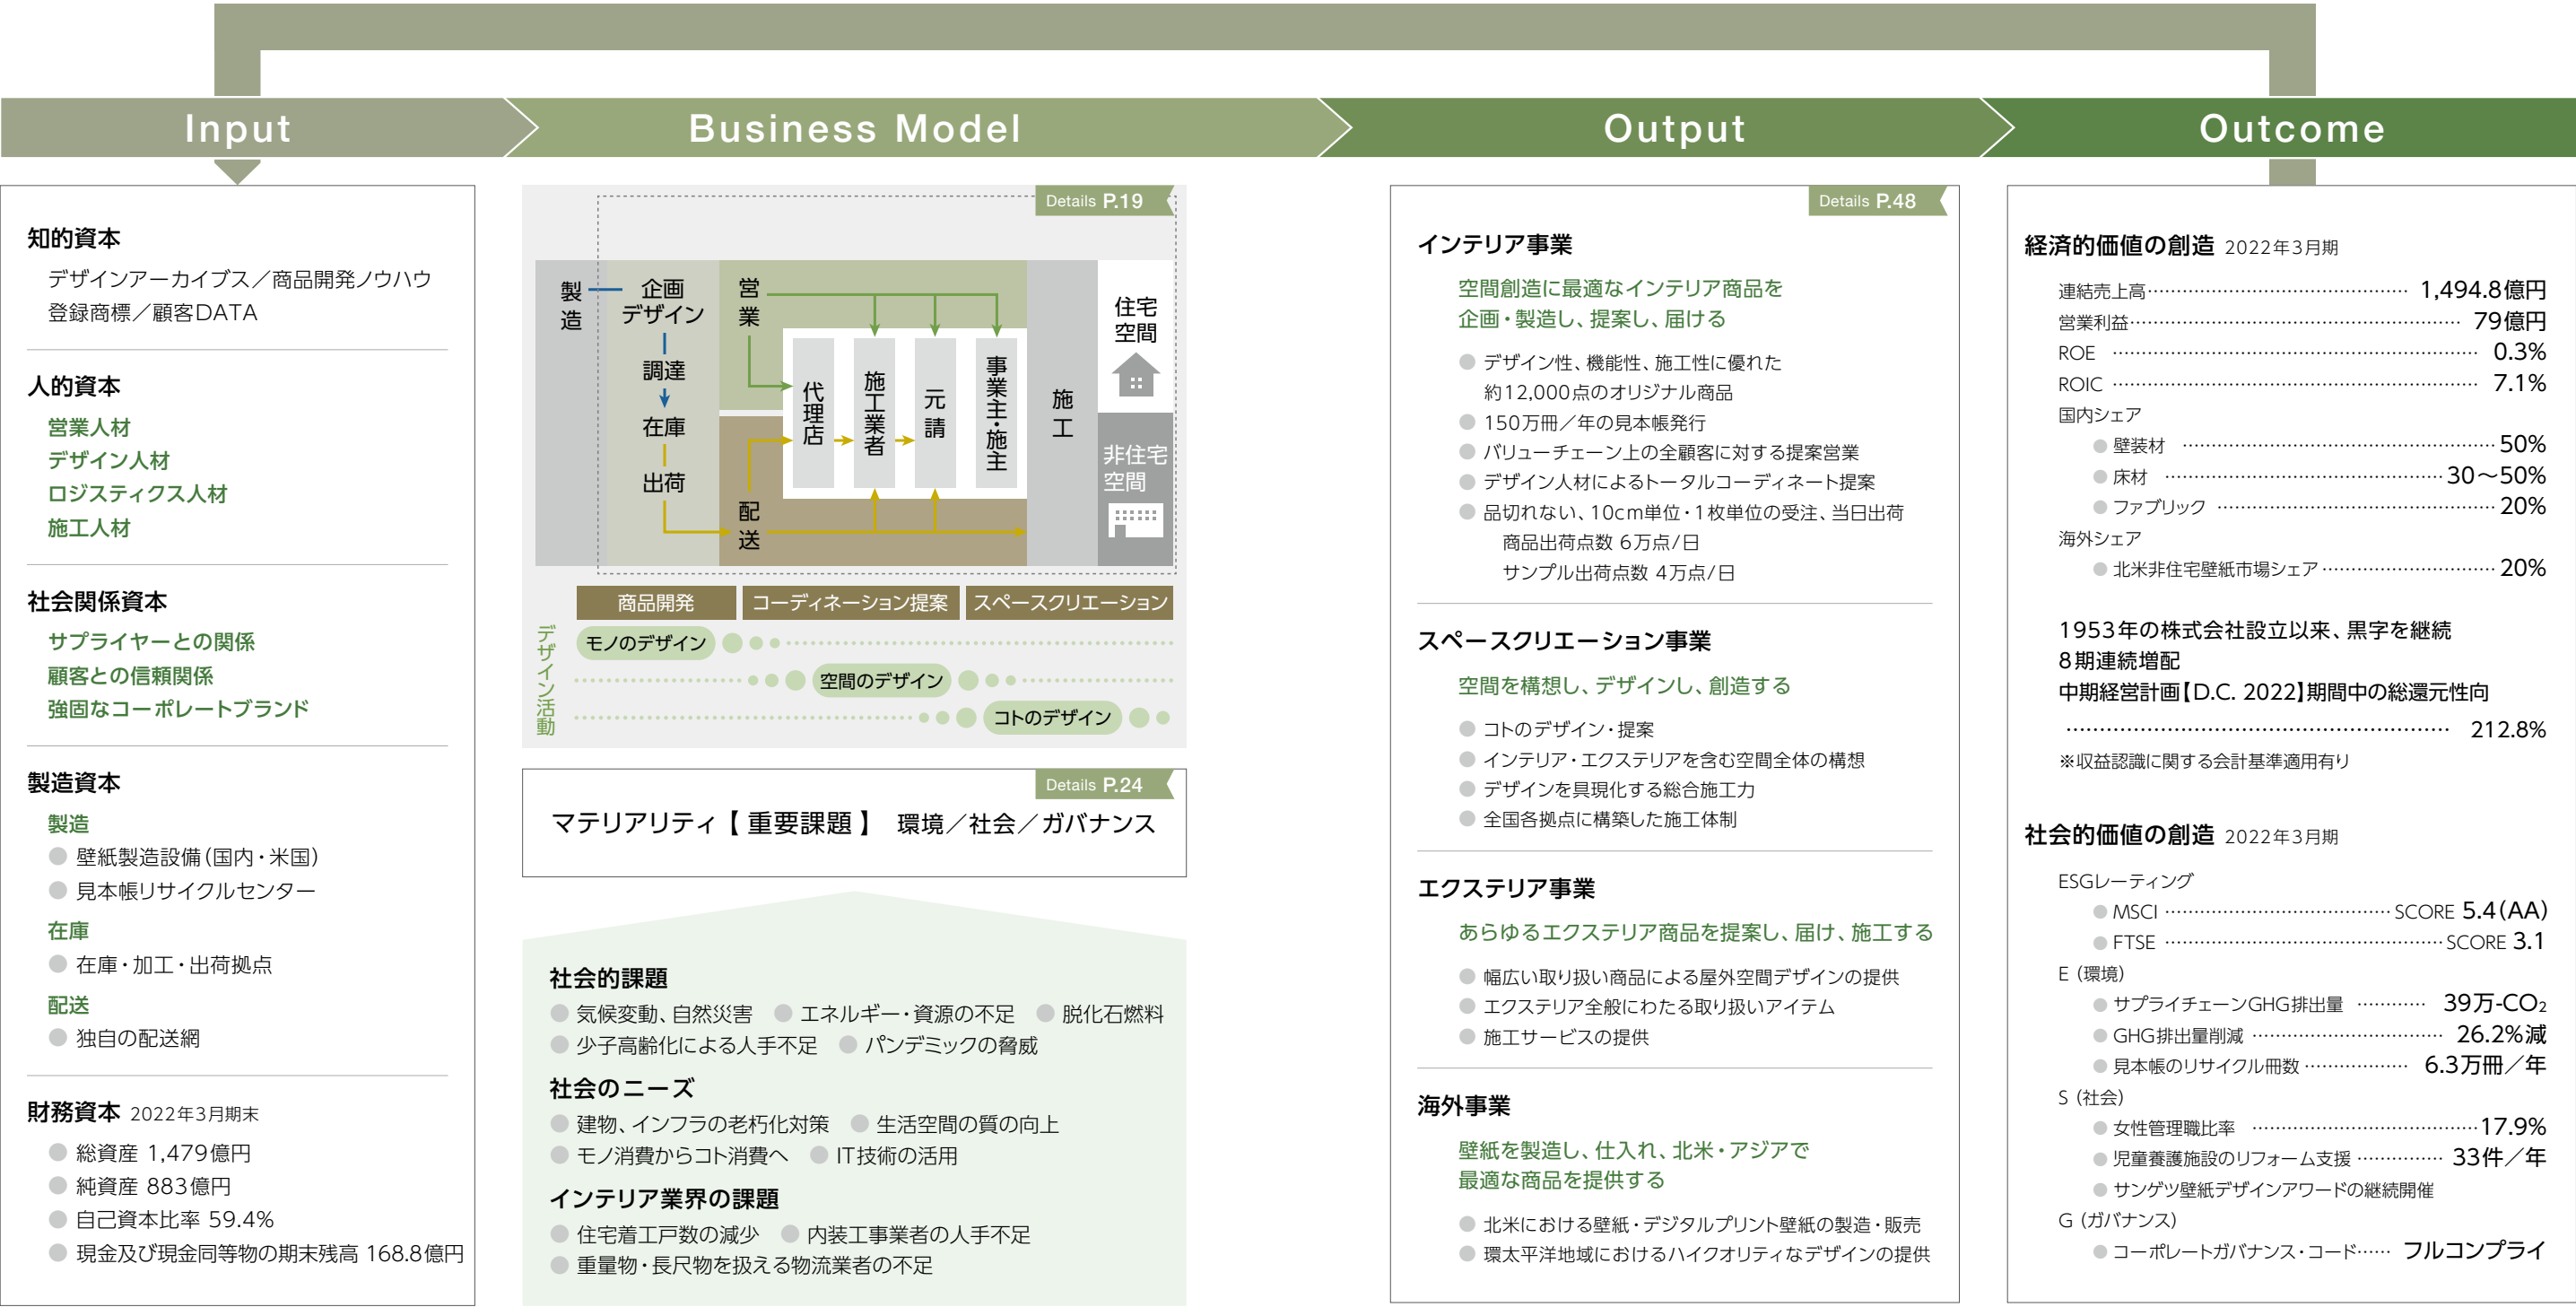 Input
Business Model
Output
Outcome
知的資本
デザインアーカイブス／商品開発ノウハウ
登録商標／顧客DATA
人的資本
営業人材
デザイン人材
ロジスティクス人材
施工人材
社会関係資本
サプライヤーとの関係
顧客との信頼関係
強固なコーポレートブランド
製造資本
製造
● 壁紙製造設備（国内・米国）
● 見本帳リサイクルセンター
在庫
● 在庫・加工・出荷拠点
配送
● 独自の配送網
財務資本 2022年3月期末
● 総資産 1,479億円
● 純資産 883億円
● 自己資本比率 59.4%
● 現金及び現金同等物の期末残高 168.8億円
Details P.19
製造
企画
デザイン
調達
在庫
出荷
営業
配送
代理店
施工業者
元請
事業主・施主
施工
住宅
空間
非住宅
空間
商品開発
コーディネーション提案
スペースクリエーション
デザイン活動
モノのデザイン
空間のデザイン
コトのデザイン
Details P.24
マテリアリティ【重要課題】 環境／社会／ガバナンス
社会的課題
● 気候変動、自然災害 ● エネルギー・資源の不足 ● 脱化石燃料
● 少子高齢化による人手不足 ● パンデミックの脅威
社会のニーズ
● 建物、インフラの老朽化対策 ● 生活空間の質の向上
● モノ消費からコト消費へ ● IT技術の活用
インテリア業界の課題
● 住宅着工戸数の減少 ● 内装工事業者の人手不足
● 重量物・長尺物を扱える物流業者の不足
Details P.48
インテリア事業
空間創造に最適なインテリア商品を
企画・製造し、提案し、届ける
● デザイン性、機能性、施工性に優れた
約12,000点のオリジナル商品
● 150万冊／年の見本帳発行
● バリューチェーン上の全顧客に対する提案営業
● デザイン人材によるトータルコーディネート提案
● 品切れない、10cm単位・1枚単位の受注、当日出荷
商品出荷点数 6万点/日
サンプル出荷点数 4万点/日
スペースクリエーション事業
空間を構想し、デザインし、創造する
● コトのデザイン・提案
● インテリア・エクステリアを含む空間全体の構想
● デザインを具現化する総合施工力
● 全国各拠点に構築した施工体制
エクステリア事業
あらゆるエクステリア商品を提案し、届け、施工する
● 幅広い取り扱い商品による屋外空間デザインの提供
● エクステリア全般にわたる取り扱いアイテム
● 施工サービスの提供
海外事業
壁紙を製造し、仕入れ、北米・アジアで
最適な商品を提供する
● 北米における壁紙・デジタルプリント壁紙の製造・販売
● 環太平洋地域におけるハイクオリティなデザインの提供
経済的価値の創造 2022年3月期
連結売上高 …… 1,494.8億円
営業利益 …… 79億円
ROE …… 0.3%
ROIC …… 7.1%
国内シェア
● 壁装材 …… 50%
● 床材 …… 30～50%
● ファブリック …… 20%
海外シェア
● 北米非住宅壁紙市場シェア …… 20%
1953年の株式会社設立以来、黒字を継続
8期連続増配
中期経営計画【D.C. 2022】期間中の総還元性向
…… 212.8%
※収益認識に関する会計基準適用有り
社会的価値の創造 2022年3月期
ESGレーティング
● MSCI …… SCORE 5.4（AA）
● FTSE …… SCORE 3.1
E（環境）
● サプライチェーンGHG排出量 …… 39万-CO₂
● GHG排出量削減 …… 26.2%減
● 見本帳のリサイクル冊数 …… 6.3万冊／年
S（社会）
● 女性管理職比率 …… 17.9%
● 児童養護施設のリフォーム支援 …… 33件／年
● サンゲツ壁紙デザインアワードの継続開催
G（ガバナンス）
● コーポレートガバナンス・コード …… フルコンプライ